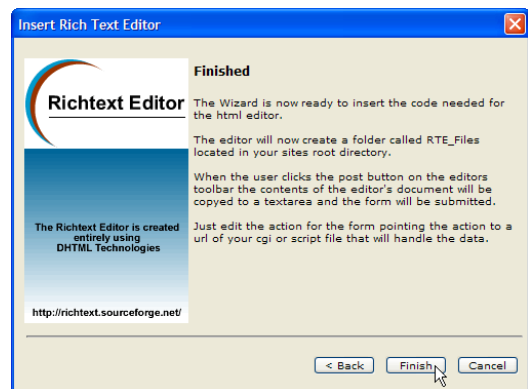 Insert Rich Text Editor
Richtext Editor
The Richtext Editor is created
entirely using
DHTML Technologies
http://richtext.sourceforge.net/
Finished
The Wizard is now ready to insert the code needed for
the html editor.
The editor will now create a folder called RTE_Files
located in your sites root directory.
When the user clicks the post button on the editors
toolbar the contents of the editor's document will be
copyed to a textarea and the form will be submitted.
Just edit the action for the form pointing the action to a
url of your cgi or script file that will handle the data.
< Back
Finish
Cancel